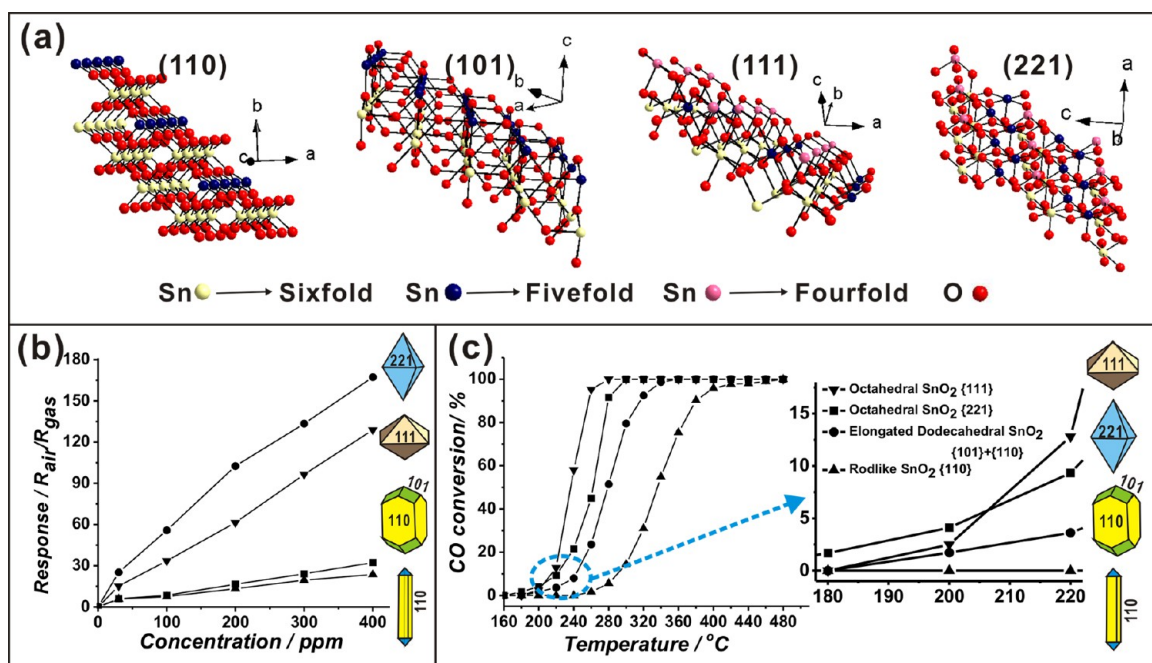 (a)
(110)
(101)
(111)
(221)
b
c
a
c
b
a
c
b
a
a
c
b
Sn → Sixfold Sn → Fivefold Sn → Fourfold O
(b)
Response / Rair/Rgas
180
150
120
90
60
30
0
0 100 200 300 400
Concentration / ppm
221
111
101
110
110
(c)
CO conversion/ %
100
80
60
40
20
0
160 200 240 280 320 360 400 440 480
Temperature / °C
Octahedral SnO2 {111}
Octahedral SnO2 {221}
Elongated Dodecahedral SnO2
{101}+{110}
Rodlike SnO2 {110}
15
10
5
0
180 190 200 210 220
111
221
101
110
110